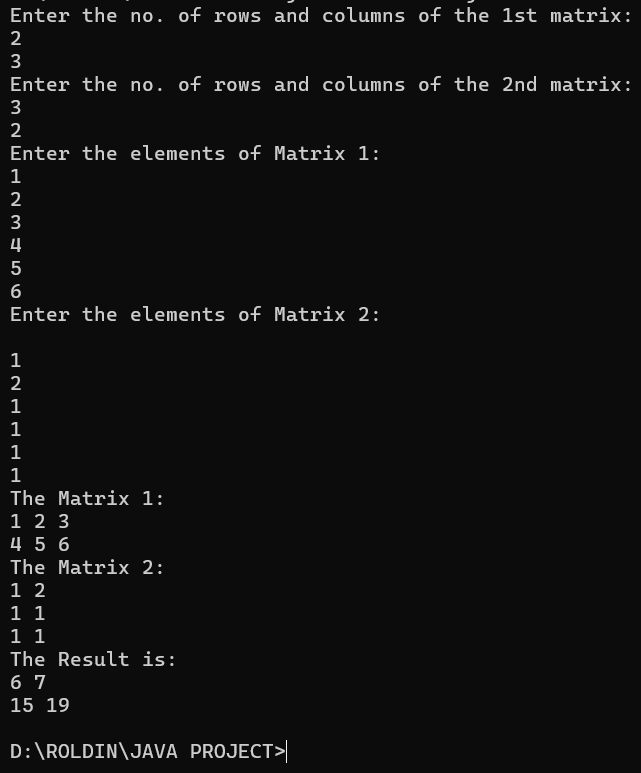 Enter the no. of rows and columns of the 1st matrix:
2
3
Enter the no. of rows and columns of the 2nd matrix:
3
2
Enter the elements of Matrix 1:
1
2
3
4
5
6
Enter the elements of Matrix 2:
1
2
1
1
1
1
The Matrix 1:
1 2 3
4 5 6
The Matrix 2:
1 2
1 1
1 1
The Result is:
6 7
15 19
D:\ROLDIN\JAVA PROJECT>